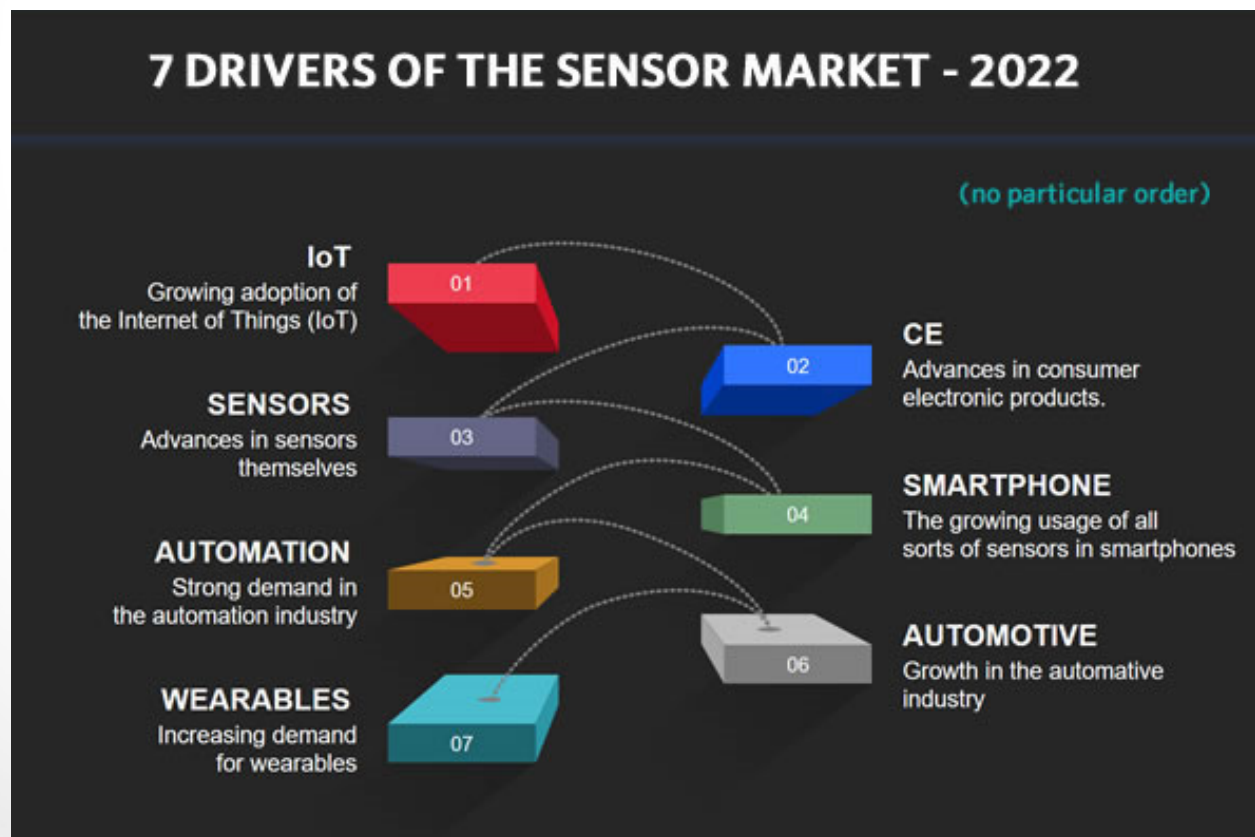 7 DRIVERS OF THE SENSOR MARKET - 2022
(no particular order)
IoT
Growing adoption of
the Internet of Things (IoT)
01
02
CE
Advances in consumer
electronic products.
SENSORS
Advances in sensors
themselves
03
04
SMARTPHONE
The growing usage of all
sorts of sensors in smartphones
AUTOMATION
Strong demand in
the automation industry
05
06
AUTOMOTIVE
Growth in the automative
industry
WEARABLES
Increasing demand
for wearables
07